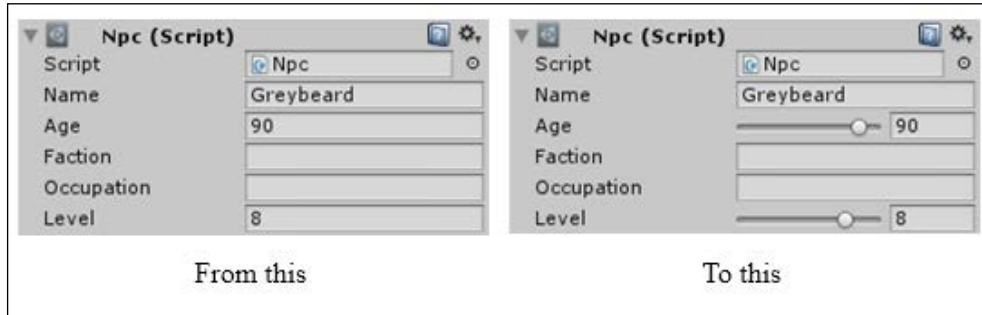 Npc (Script)
Script Npc
Name Greybeard
Age 90
Faction
Occupation
Level 8
From this
Npc (Script)
Script Npc
Name Greybeard
Age 90
Faction
Occupation
Level 8
To this